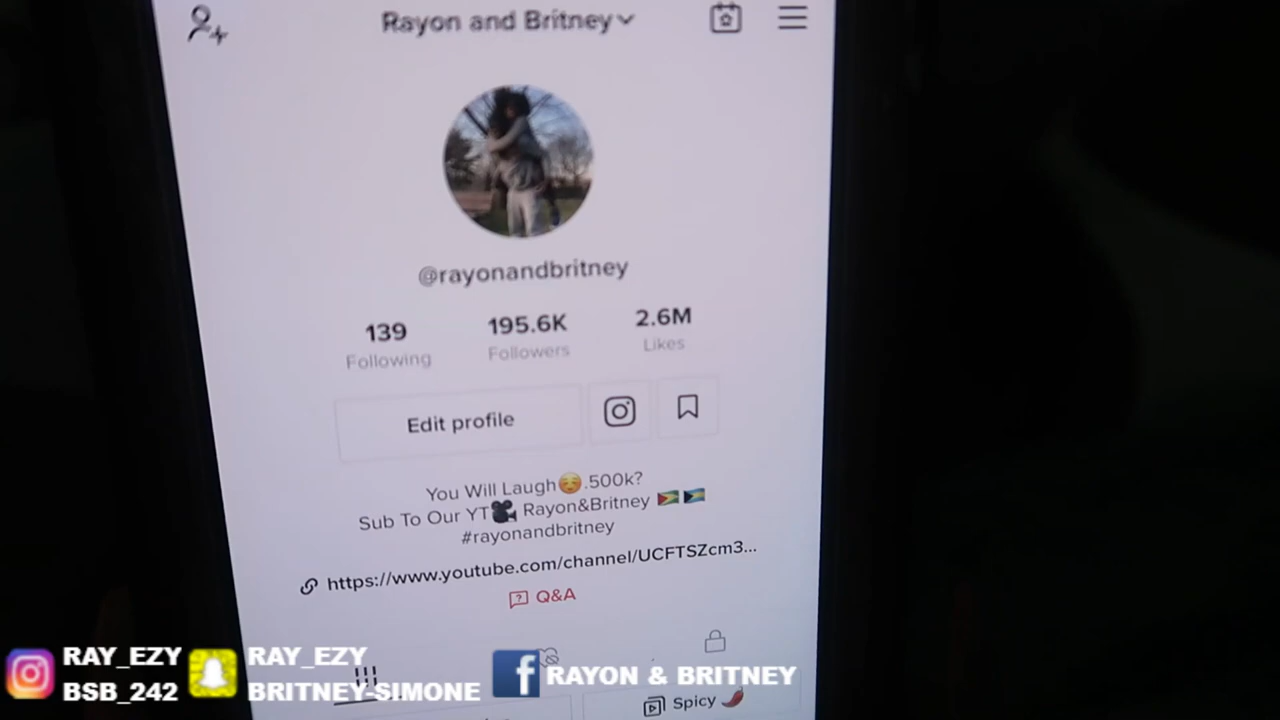 Rayon and Britney
@rayonandbritney
139 195.6K 2.6M
Following Followers Likes
Edit profile
You Will Laugh☺️.500k?
Sub To Our YT🎥 Rayon&Britney 🇬🇾🇧🇸
#rayonandbritney
https://www.youtube.com/channel/UCFTSZcm3...
Q&A
Spicy 🌶️
RAY_EZY
BSB_242
RAY_EZY
BRITNEY-SIMONE
RAYON & BRITNEY